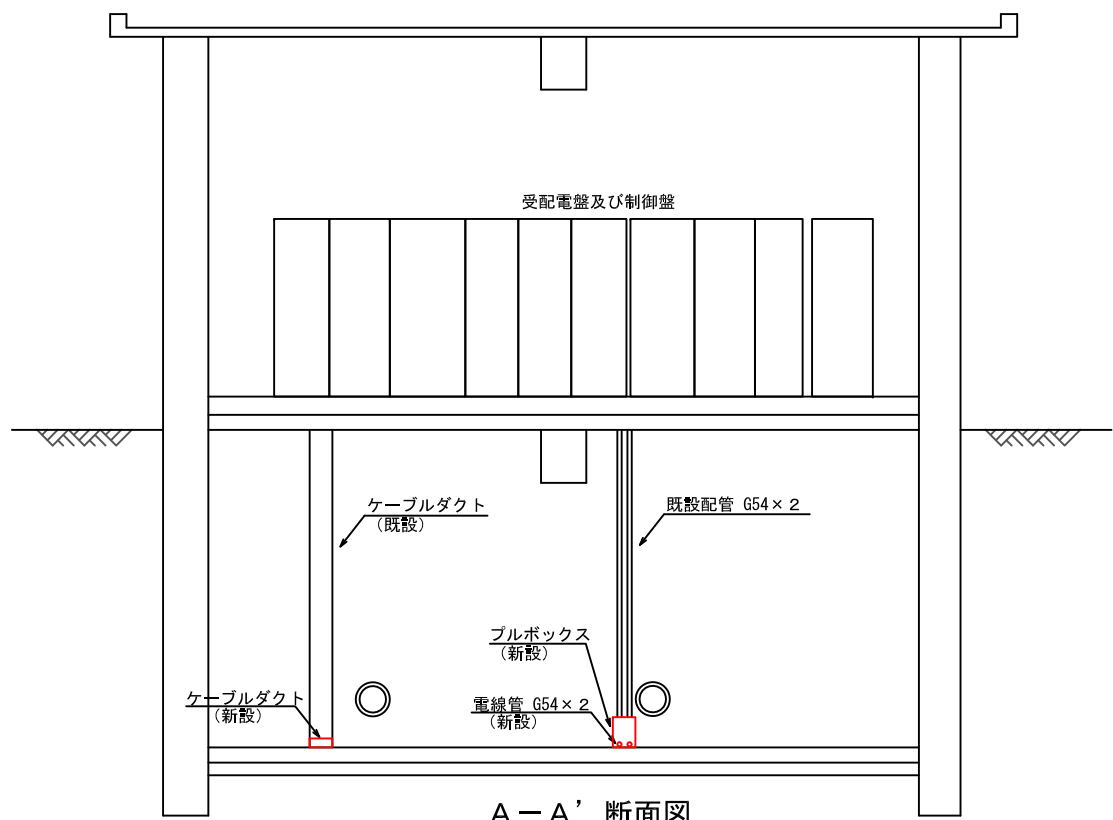 受配電盤及び制御盤
ケーブルダクト
（既設）
既設配管 G54×2
プルボックス
（新設）
ケーブルダクト
（新設）
電線管 G54×2
（新設）
A－A’断面図